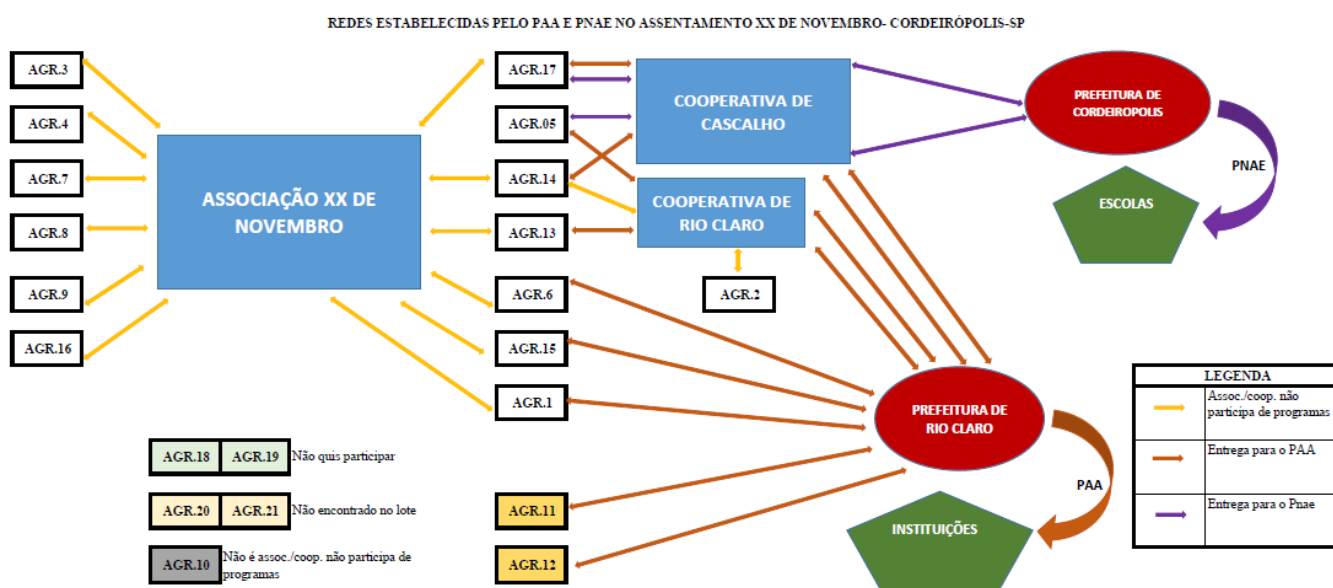 REDES ESTABELECIDAS PELO PAA E PNAE NO ASSENTAMENTO XX DE NOVEMBRO- CORDEIRÓPOLIS-SP
AGR.3
AGR.4
AGR.7
AGR.8
AGR.9
AGR.16
ASSOCIAÇÃO XX DE
NOVEMBRO
AGR.17
AGR.05
AGR.14
AGR.13
AGR.6
AGR.15
AGR.1
AGR.11
AGR.12
COOPERATIVA DE
CASCALHO
COOPERATIVA DE
RIO CLARO
AGR.2
PREFEITURA DE
CORDEIROPOLIS
PNAE
ESCOLAS
PREFEITURA DE
RIO CLARO
PAA
INSTITUIÇÕES
AGR.18 AGR.19 Não quis participar
AGR.20 AGR.21 Não encontrado no lote
AGR.10 Não é assoc./coop. não participa de
programas
LEGENDA
Assoc./coop. não
participa de programas
Entrega para o PAA
Entrega para o Pnae